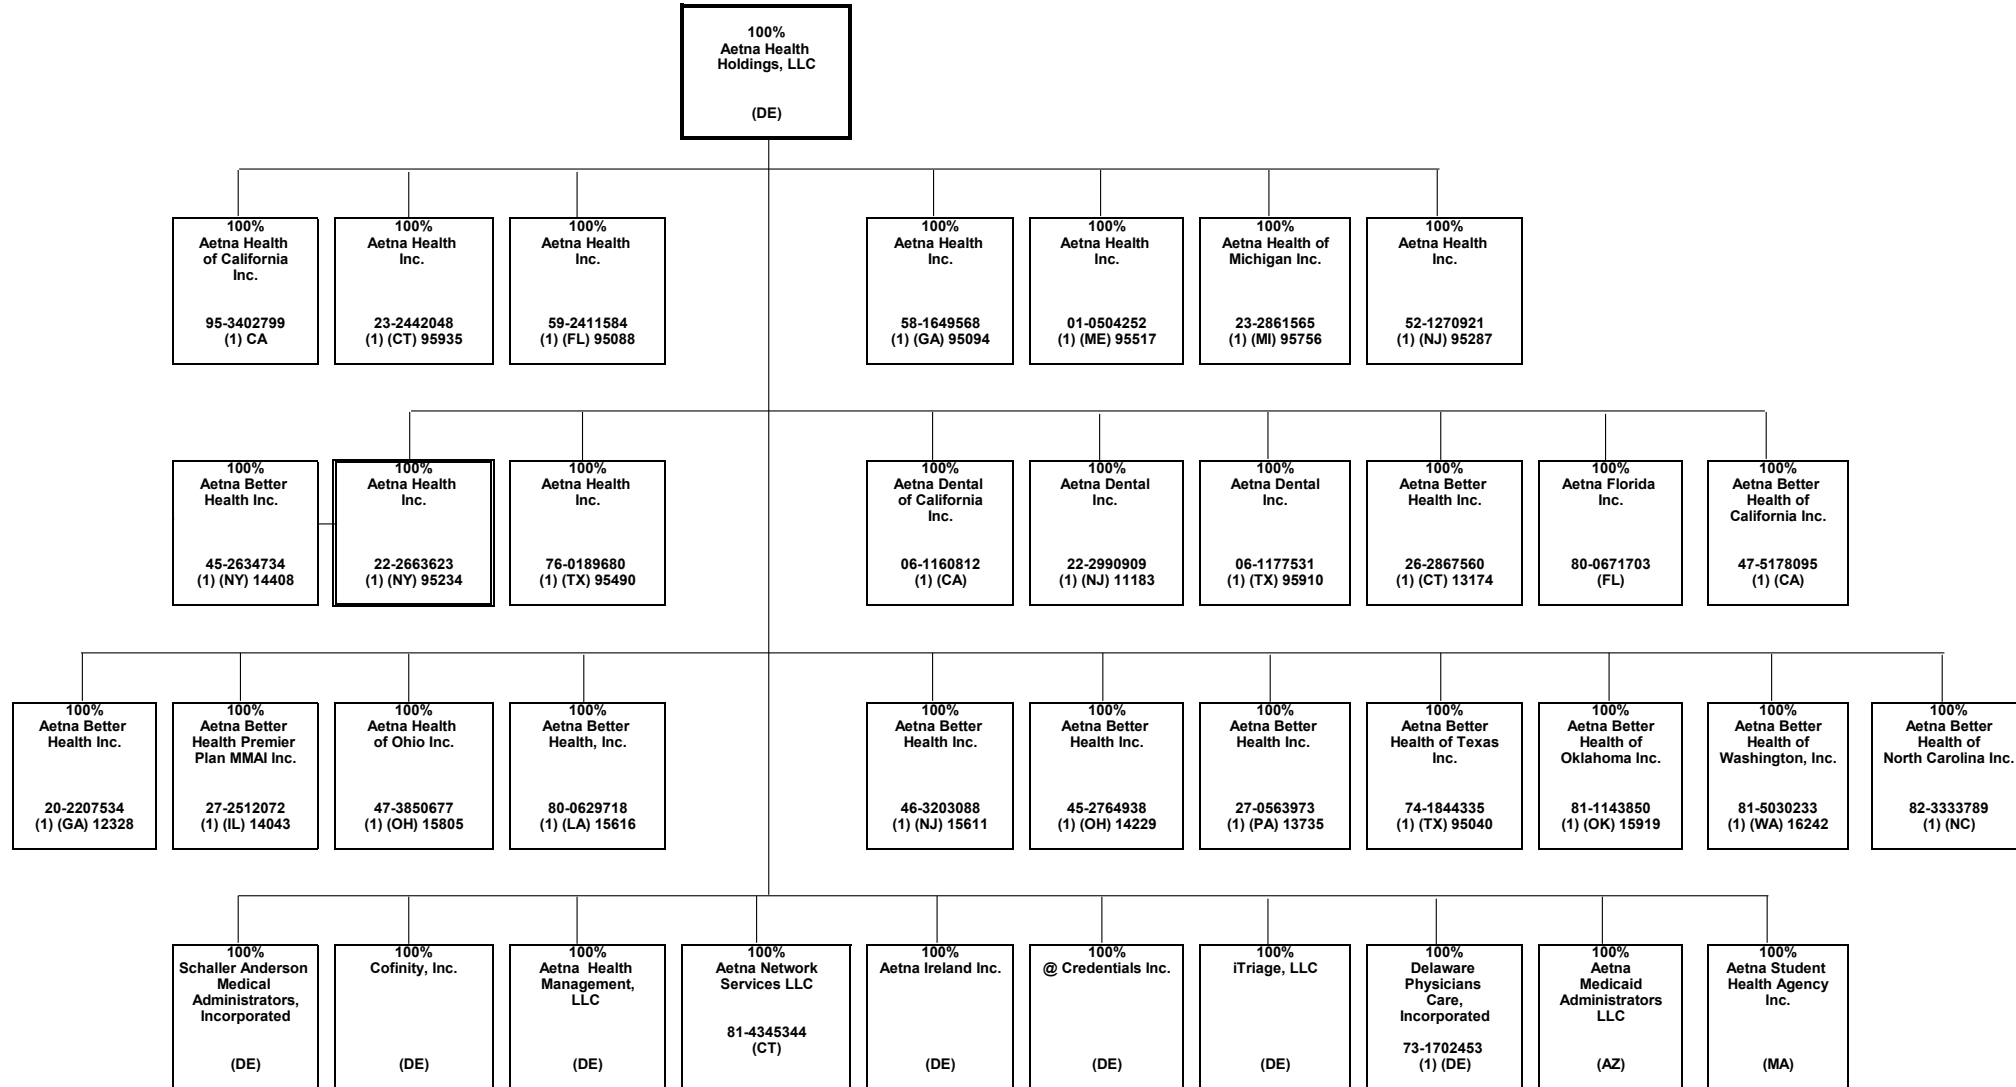 100%
Aetna Health
Holdings, LLC
(DE)
100%
Aetna Health
of California
Inc.
95-3402799
(1) CA
100%
Aetna Health
Inc.
23-2442048
(1) (CT) 95935
100%
Aetna Health
Inc.
59-2411584
(1) (FL) 95088
100%
Aetna Health
Inc.
58-1649568
(1) (GA) 95094
100%
Aetna Health
Inc.
01-0504252
(1) (ME) 95517
100%
Aetna Health of
Michigan Inc.
23-2861565
(1) (MI) 95756
100%
Aetna Health
Inc.
52-1270921
(1) (NJ) 95287
100%
Aetna Better
Health Inc.
45-2634734
(1) (NY) 14408
100%
Aetna Health
Inc.
22-2663623
(1) (NY) 95234
100%
Aetna Health
Inc.
76-0189680
(1) (TX) 95490
100%
Aetna Dental
of California
Inc.
06-1160812
(1) (CA)
100%
Aetna Dental
Inc.
22-2990909
(1) (NJ) 11183
100%
Aetna Dental
Inc.
06-1177531
(1) (TX) 95910
100%
Aetna Better
Health Inc.
26-2867560
(1) (CT) 13174
100%
Aetna Florida
Inc.
80-0671703
(FL)
100%
Aetna Better
Health of
California Inc.
47-5178095
(1) (CA)
100%
Aetna Better
Health Inc.
20-2207534
(1) (GA) 12328
100%
Aetna Better
Health Premier
Plan MMAI Inc.
27-2512072
(1) (IL) 14043
100%
Aetna Health
of Ohio Inc.
47-3850677
(1) (OH) 15805
100%
Aetna Better
Health, Inc.
80-0629718
(1) (LA) 15616
100%
Aetna Better
Health Inc.
46-3203088
(1) (NJ) 15611
100%
Aetna Better
Health Inc.
45-2764938
(1) (OH) 14229
100%
Aetna Better
Health Inc.
27-0563973
(1) (PA) 13735
100%
Aetna Better
Health of Texas
Inc.
74-1844335
(1) (TX) 95040
100%
Aetna Better
Health of
Oklahoma Inc.
81-1143850
(1) (OK) 15919
100%
Aetna Better
Health of
Washington, Inc.
81-5030233
(1) (WA) 16242
100%
Aetna Better
Health of
North Carolina Inc.
82-3333789
(1) (NC)
100%
Schaller Anderson
Medical
Administrators,
Incorporated
(DE)
100%
Cofinity, Inc.
(DE)
100%
Aetna Health
Management,
LLC
(DE)
100%
Aetna Network
Services LLC
81-4345344
(CT)
100%
Aetna Ireland Inc.
(DE)
100%
@ Credentials Inc.
(DE)
100%
iTriage, LLC
(DE)
100%
Delaware
Physicians
Care,
Incorporated
73-1702453
(1) (DE)
100%
Aetna
Medicaid
Administrators
LLC
(AZ)
100%
Aetna Student
Health Agency
Inc.
(MA)